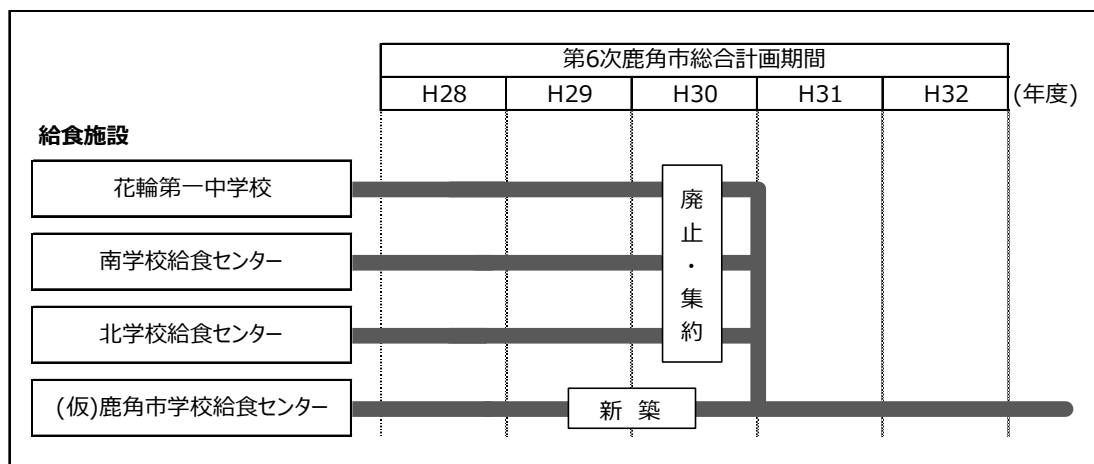 第6次鹿角市総合計画期間
H28 H29 H30 H31 H32 (年度)
給食施設
花輪第一中学校
南学校給食センター
北学校給食センター
(仮)鹿角市学校給食センター
廃止・集約
新 築